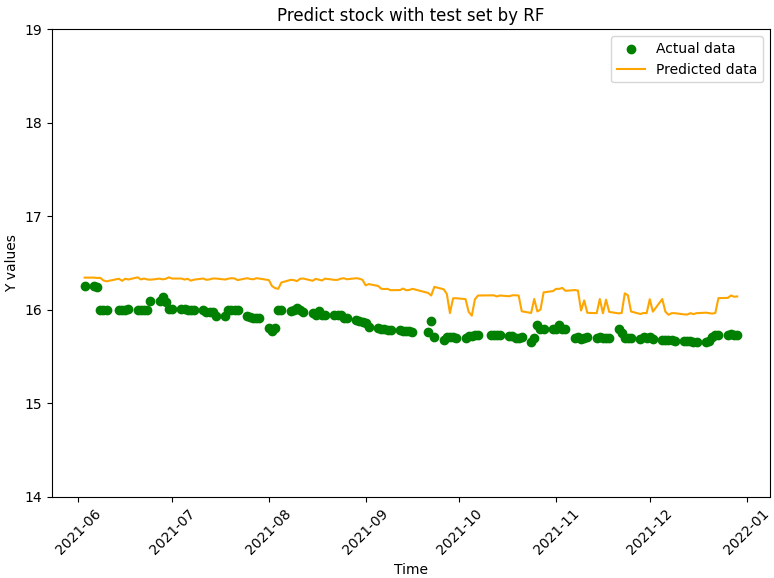 Predict stock with test set by RF
Actual data
Predicted data
19
18
17
16
15
14
Y values
2021-06
2021-07
2021-08
2021-09
2021-10
2021-11
2021-12
2022-01
Time